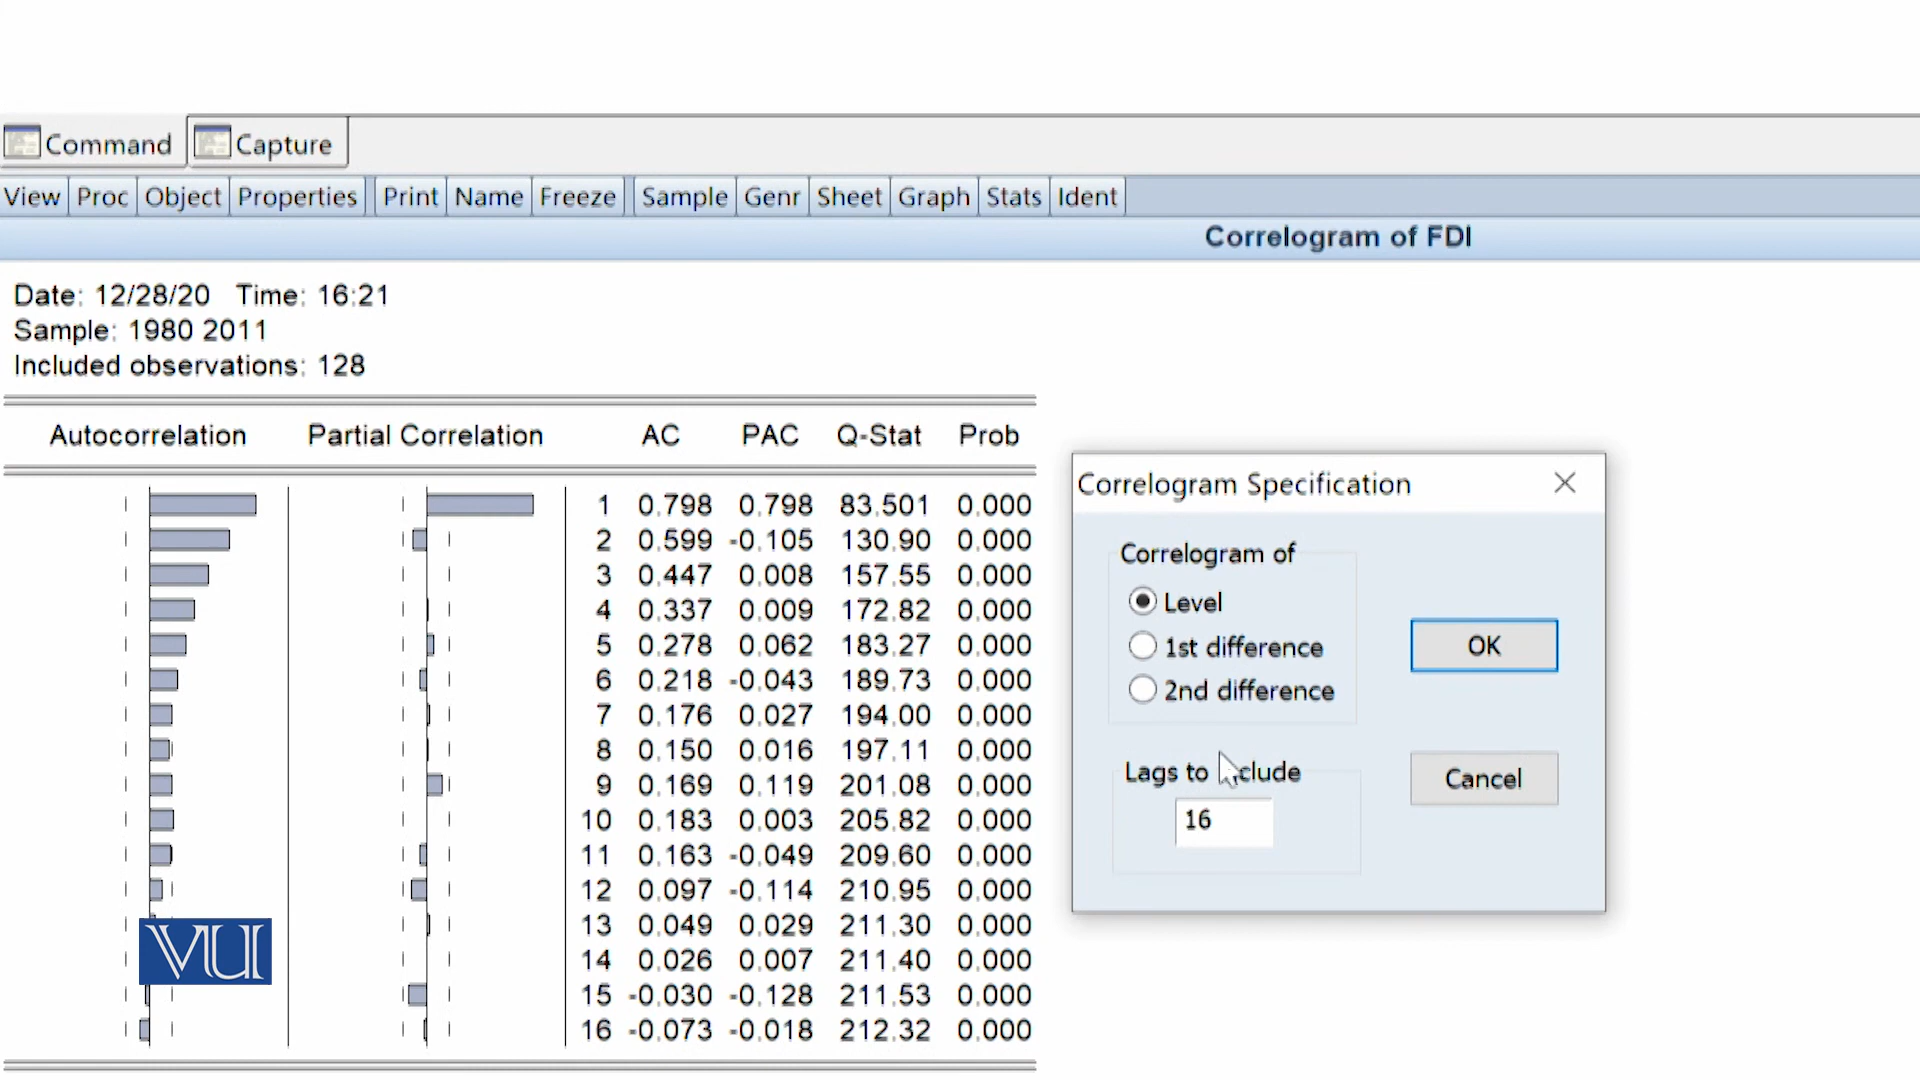 Command Capture
View Proc Object Properties Print Name Freeze Sample Genr Sheet Graph Stats Ident
Correlogram of FDI
Date: 12/28/20 Time: 16:21
Sample: 1980 2011
Included observations: 128
Autocorrelation Partial Correlation AC PAC Q-Stat Prob
1 0.798 0.798 83.501 0.000
2 0.599 -0.105 130.90 0.000
3 0.447 0.008 157.55 0.000
4 0.337 0.009 172.82 0.000
5 0.278 0.062 183.27 0.000
6 0.218 -0.043 189.73 0.000
7 0.176 0.027 194.00 0.000
8 0.150 0.016 197.11 0.000
9 0.169 0.119 201.08 0.000
10 0.183 0.003 205.82 0.000
11 0.163 -0.049 209.60 0.000
12 0.097 -0.114 210.95 0.000
13 0.049 0.029 211.30 0.000
14 0.026 0.007 211.40 0.000
15 -0.030 -0.128 211.53 0.000
16 -0.073 -0.018 212.32 0.000
VU
Correlogram Specification
Correlogram of
Level
1st difference
2nd difference
OK
Lags to include
16
Cancel